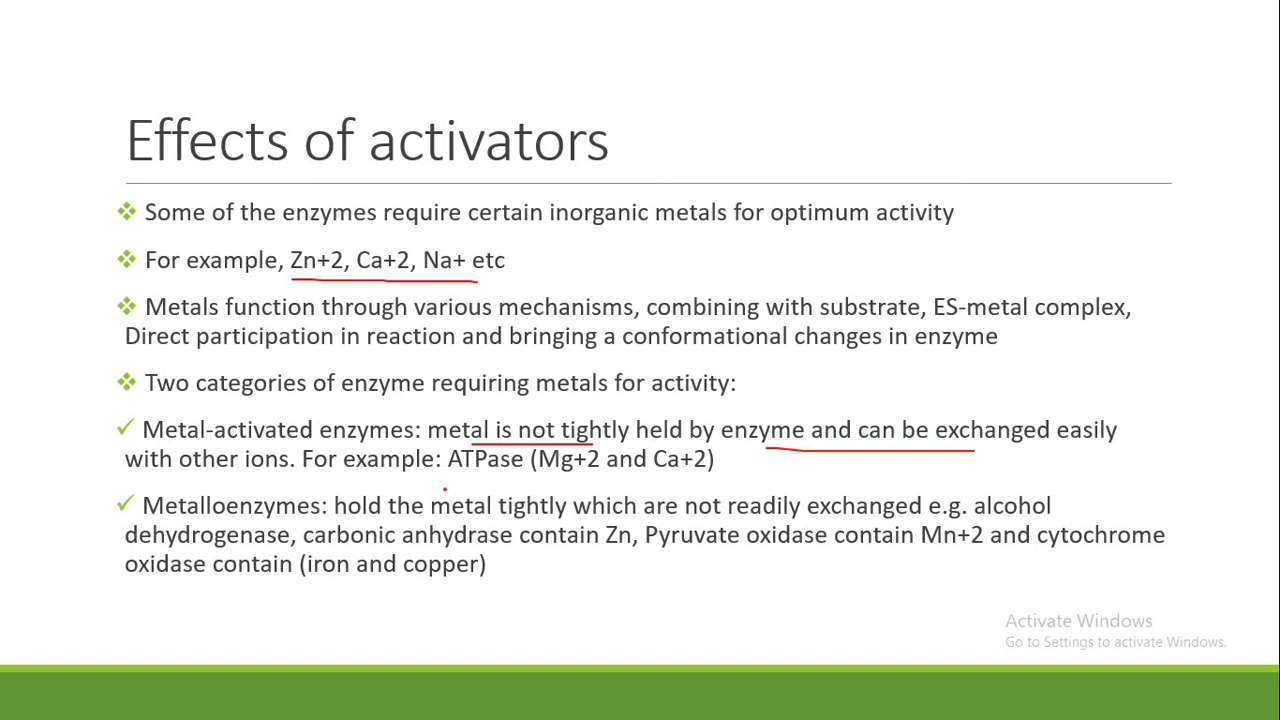 Effects of activators
Some of the enzymes require certain inorganic metals for optimum activity
For example, Zn+2, Ca+2, Na+ etc
Metals function through various mechanisms, combining with substrate, ES-metal complex,
Direct participation in reaction and bringing a conformational changes in enzyme
Two categories of enzyme requiring metals for activity:
Metal-activated enzymes: metal is not tightly held by enzyme and can be exchanged easily
with other ions. For example: ATPase (Mg+2 and Ca+2)
Metalloenzymes: hold the metal tightly which are not readily exchanged e.g. alcohol
dehydrogenase, carbonic anhydrase contain Zn, Pyruvate oxidase contain Mn+2 and cytochrome
oxidase contain (iron and copper)
Activate Windows
Go to Settings to activate Windows.